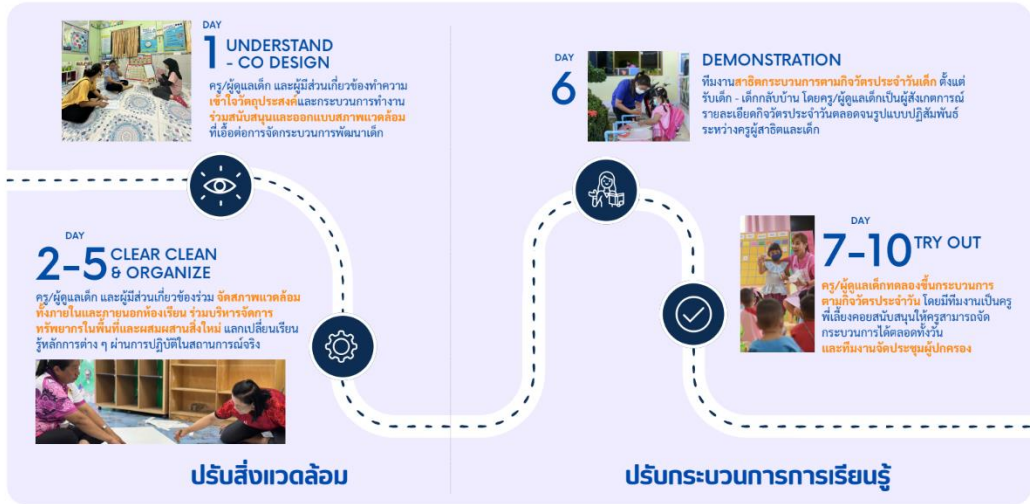 DAY
1 UNDERSTAND
- CO DESIGN
ครู/ผู้ดูแลเด็ก และผู้มีส่วนเกี่ยวข้องทำความ
เข้าใจวัตถุประสงค์และกระบวนการทำงาน
ร่วมสนับสนุนและออกแบบสภาพแวดล้อม
ที่เอื้อต่อการจัดกระบวนการพัฒนาเด็ก
DAY
2-5 CLEAR CLEAN
& ORGANIZE
ครู/ผู้ดูแลเด็ก และผู้มีส่วนเกี่ยวข้องร่วม จัดสภาพแวดล้อม
ทั้งภายในและภายนอกห้องเรียน ร่วมบริหารจัดการ
ทรัพยากรในพื้นที่และผสมผสานสิ่งใหม่ แลกเปลี่ยนเรียน
รู้หลักการต่าง ๆ ผ่านการปฏิบัติในสถานการณ์จริง
ปรับสิ่งแวดล้อม
DAY
6
DEMONSTRATION
ทีมงานสาธิตกระบวนการตามกิจวัตรประจำวันเด็ก ตั้งแต่
รับเด็ก - เด็กกลับบ้าน โดยครู/ผู้ดูแลเด็กเป็นผู้สังเกตการณ์
รายละเอียดกิจวัตรประจำวันตลอดจนรูปแบบปฏิสัมพันธ์
ระหว่างครูผู้สาธิตและเด็ก
DAY
7-10 TRY OUT
ครู/ผู้ดูแลเด็กทดลองขึ้นกระบวนการ
ตามกิจวัตรประจำวัน โดยมีทีมงานเป็นครู
พี่เลี้ยงคอยสนับสนุนให้ครูสามารถจัด
กระบวนการได้ตลอดทั้งวัน
และทีมงานจัดประชุมผู้ปกครอง
ปรับกระบวนการการเรียนรู้